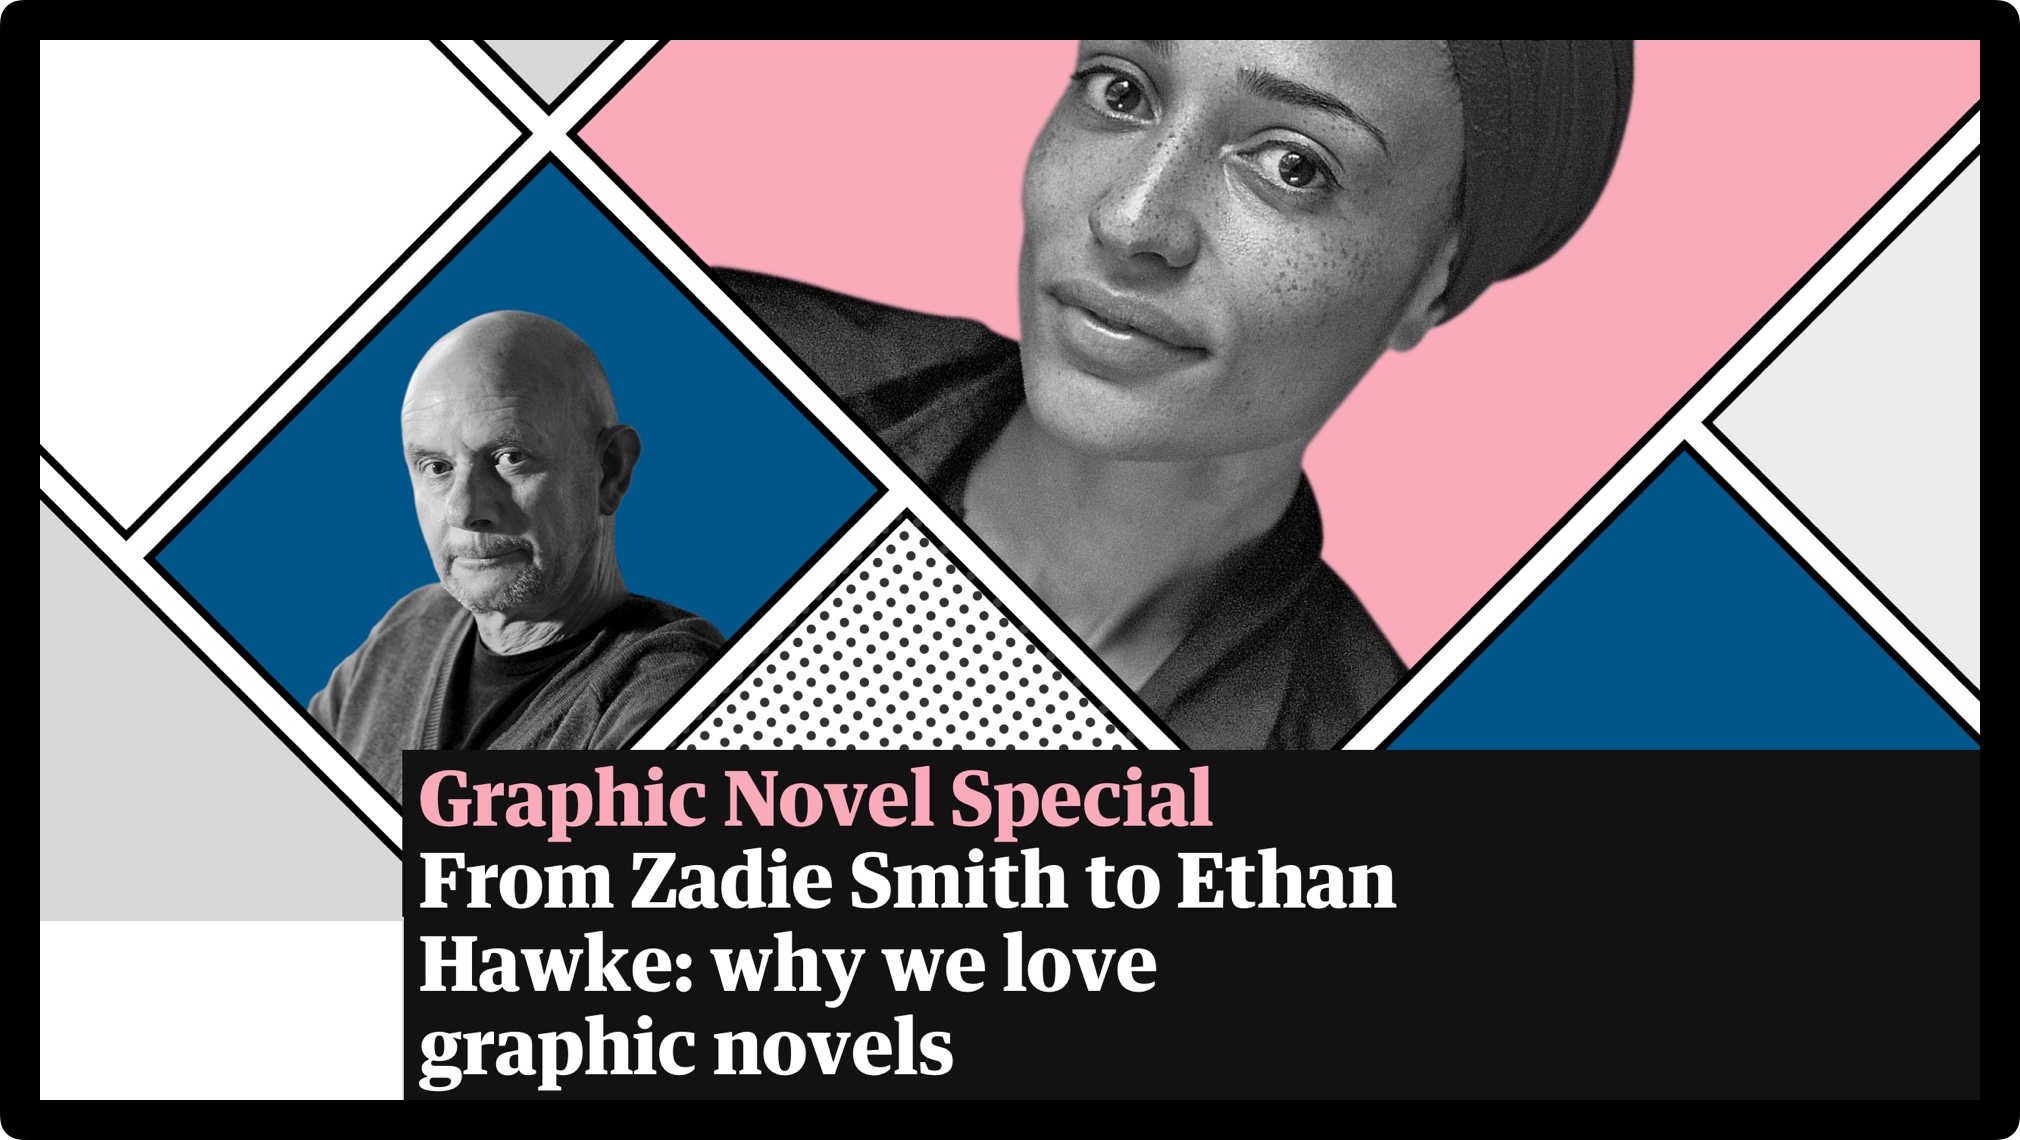 Graphic Novel Special
From Zadie Smith to Ethan
Hawke: why we love
graphic novels